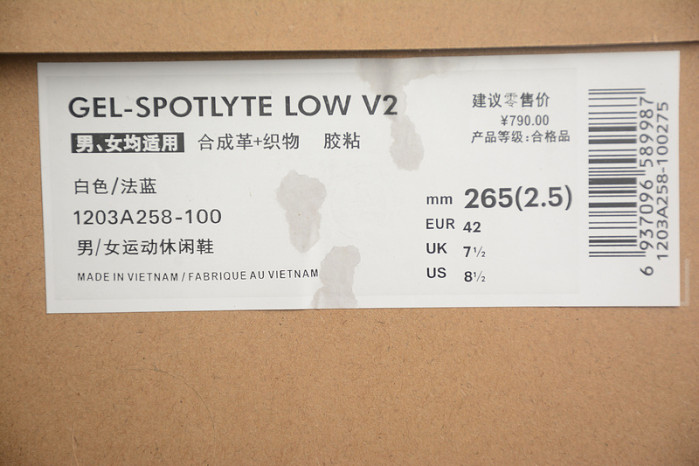 GEL-SPOTLYTE LOW V2
男、女均适用 合成革+织物 胶粘
白色/法蓝
1203A258-100
男/女运动休闲鞋
MADE IN VIETNAM / FABRIQUE AU VIETNAM
建议零售价
¥790.00
产品等级:合格品
mm 265(2.5)
EUR 42
UK 7½
US 8½
6 937096 589987
1203A258-100275